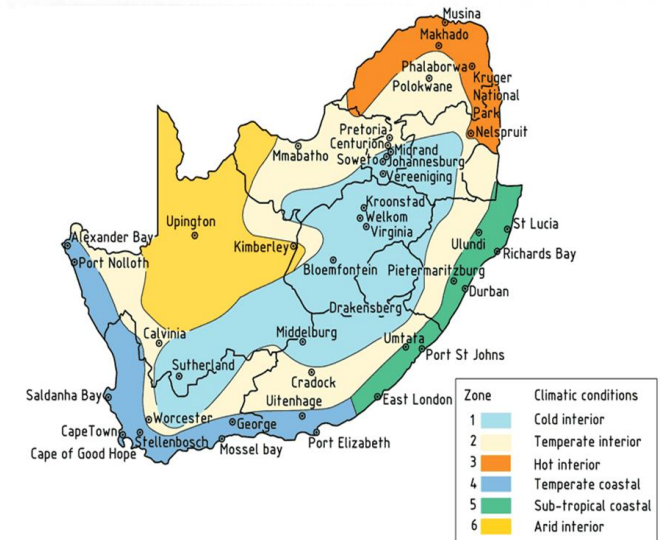 Musina
Makhado
Phalaborwa
Kruger
National
Park
Polokwane
Nelspruit
Pretoria
Centurion
Midrand
Soweto
Johannesburg
Vereeniging
Mmabatho
Kroonstad
Welkom
Virginia
Upington
Kimberley
Bloemfontein
St Lucia
Ulundi
Richards Bay
Pietermaritzburg
Durban
Alexander Bay
Port Nolloth
Drakensberg
Calvinia
Middelburg
Umtata
Port St Johns
Sutherland
Cradock
Saldanha Bay
Uitenhage
East London
Worcester
George
CapeTown
Stellenbosch
Cape of Good Hope
Mossel bay
Port Elizabeth
Zone Climatic conditions
1 Cold interior
2 Temperate interior
3 Hot interior
4 Temperate coastal
5 Sub-tropical coastal
6 Arid interior